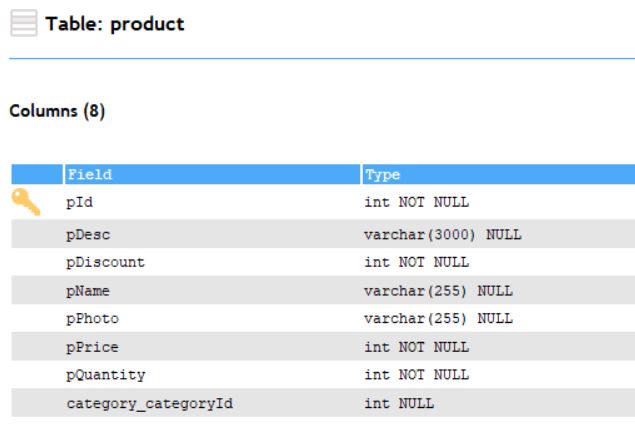 Table: product
Columns (8)
Field Type
pId int NOT NULL
pDesc varchar(3000) NULL
pDiscount int NOT NULL
pName varchar(255) NULL
pPhoto varchar(255) NULL
pPrice int NOT NULL
pQuantity int NOT NULL
category_categoryId int NULL